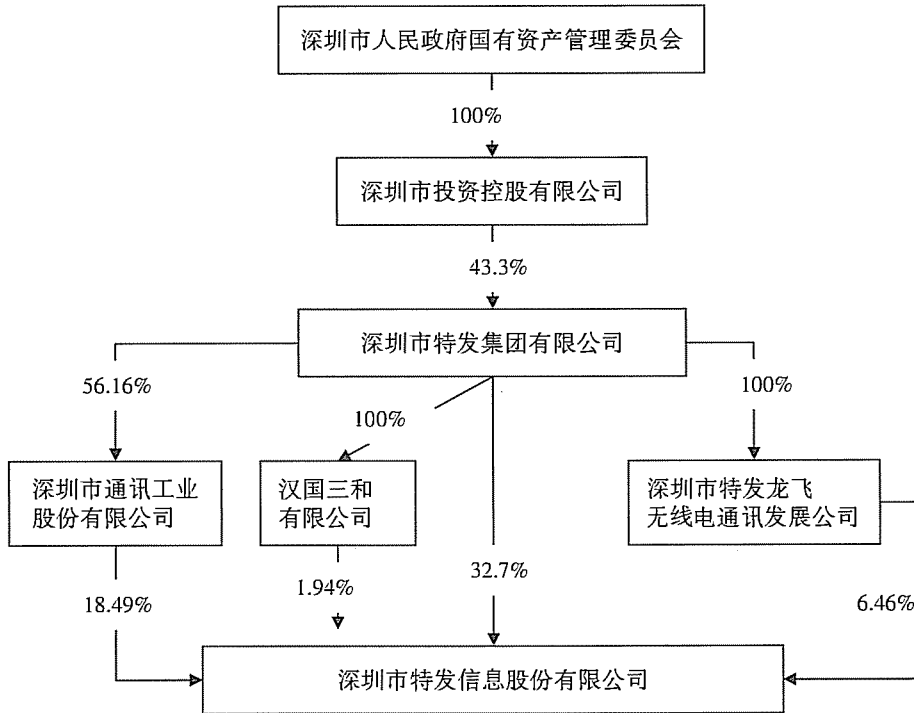 深圳市人民政府国有资产管理委员会
100%
深圳市投资控股有限公司
43.3%
深圳市特发集团有限公司
56.16%
100%
100%
深圳市通讯工业
股份有限公司
汉国三和
有限公司
深圳市特发龙飞
无线电通讯发展公司
18.49%
1.94%
32.7%
6.46%
深圳市特发信息股份有限公司